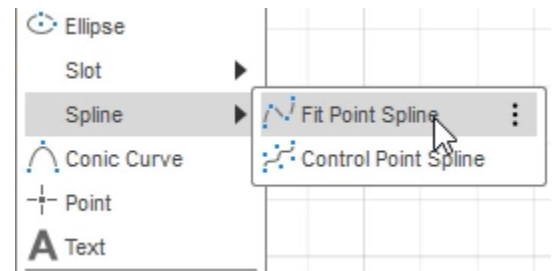 Ellipse
Slot
Spline
Fit Point Spline
Control Point Spline
Conic Curve
Point
A Text